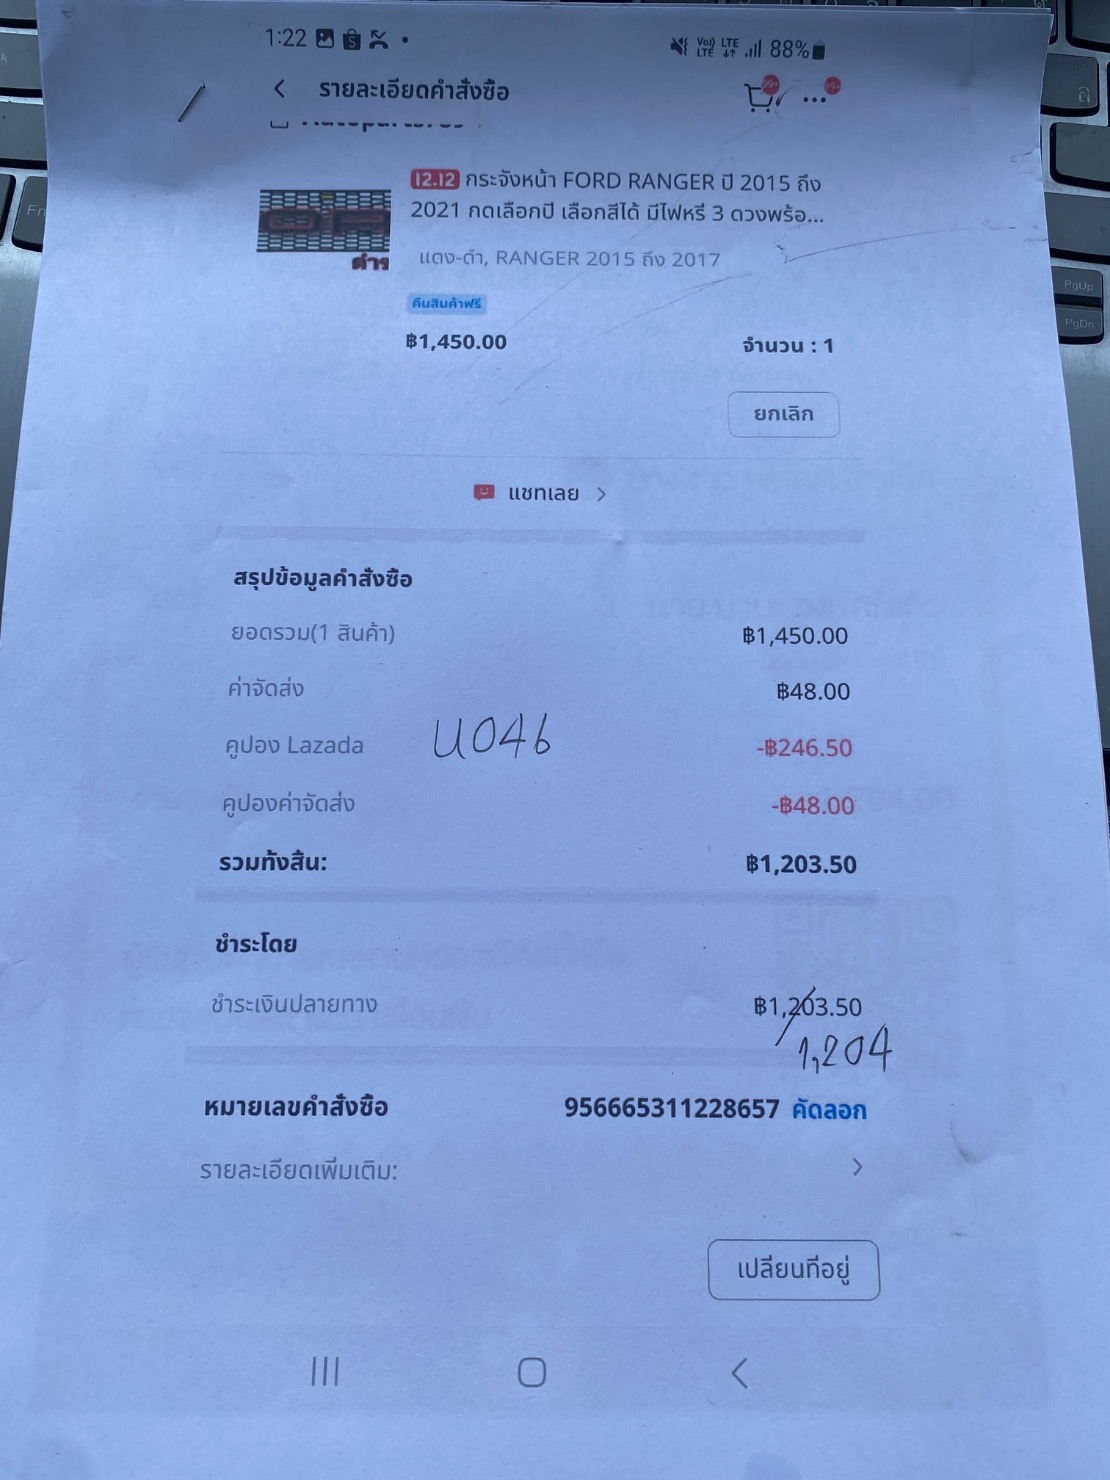 1:22
Vo) LTE LTE 88%
รายละเอียดคำสั่งซื้อ
99+ 99+
12.12 กระจังหน้า FORD RANGER ปี 2015 ถึง
2021 กดเลือกปี เลือกสีได้ มีไฟหรี่ 3 ดวงพร้อ...
แดง-ดำ, RANGER 2015 ถึง 2017
คืนสินค้าฟรี
฿1,450.00
จำนวน : 1
ยกเลิก
แชทเลย
สรุปข้อมูลคำสั่งซื้อ
ยอดรวม(1 สินค้า) ฿1,450.00
ค่าจัดส่ง ฿48.00
คูปอง Lazada -฿246.50
U046
คูปองค่าจัดส่ง -฿48.00
รวมทั้งสิ้น: ฿1,203.50
ชำระโดย
ชำระเงินปลายทาง ฿1,203.50
1,204
หมายเลขคำสั่งซื้อ 956665311228657 คัดลอก
รายละเอียดเพิ่มเติม:
เปลี่ยนที่อยู่
Fn
PgUp
PgDn